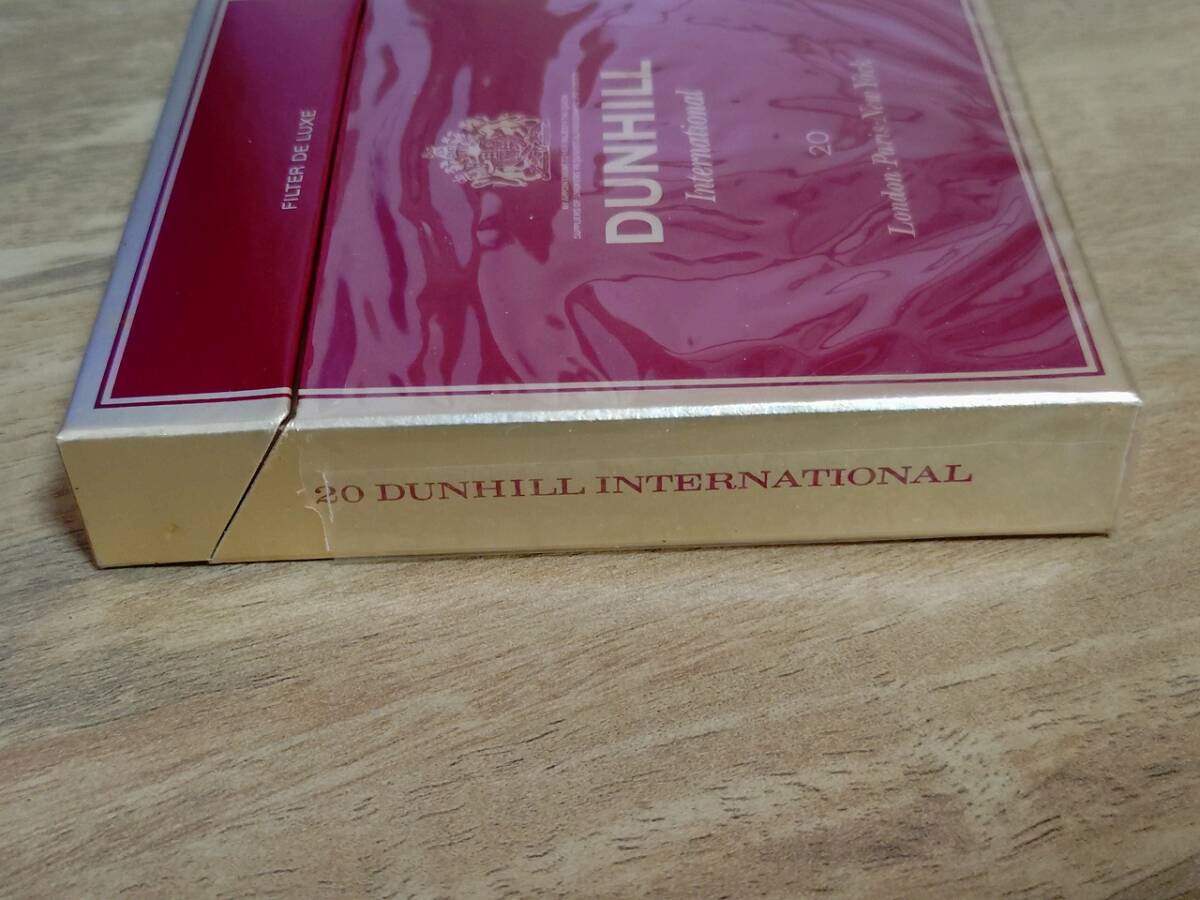 FILTER DE LUXE
DUNHILL
International
20
London·Paris·New York
20 DUNHILL INTERNATIONAL